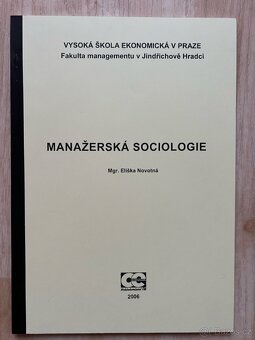 VYSOKÁ ŠKOLA EKONOMICKÁ V PRAZE
Fakulta managementu v Jindřichově Hradci
MANAŽERSKÁ SOCIOLOGIE
Mgr. Eliška Novotná
2006